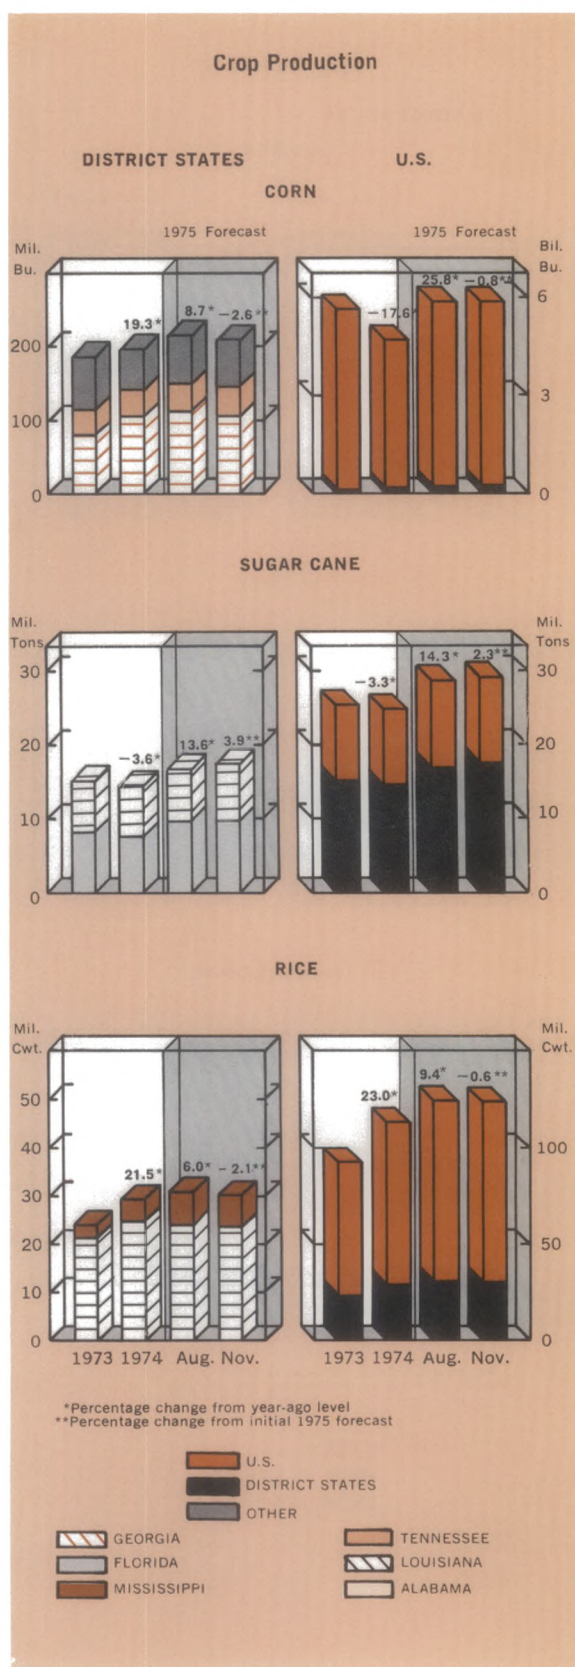 Crop Production
DISTRICT STATES U.S.
CORN
1975 Forecast 1975 Forecast
Mil. Bil.
Bu. Bu.
19.3* 8.7* −2.6** −17.6* 25.8* −0.8**
200 6
100 3
0 0
SUGAR CANE
Mil. Mil.
Tons Tons
−3.6* 13.6* 3.9** −3.3* 14.3* 2.3**
30 30
20 20
10 10
0 0
RICE
Mil. Mil.
Cwt. Cwt.
21.5* 6.0* −2.1** 23.0* 9.4* −0.6**
50
40 100
30
20 50
10
0 0
1973 1974 Aug. Nov. 1973 1974 Aug. Nov.
*Percentage change from year-ago level
**Percentage change from initial 1975 forecast
U.S.
DISTRICT STATES
OTHER
GEORGIA TENNESSEE
FLORIDA LOUISIANA
MISSISSIPPI ALABAMA